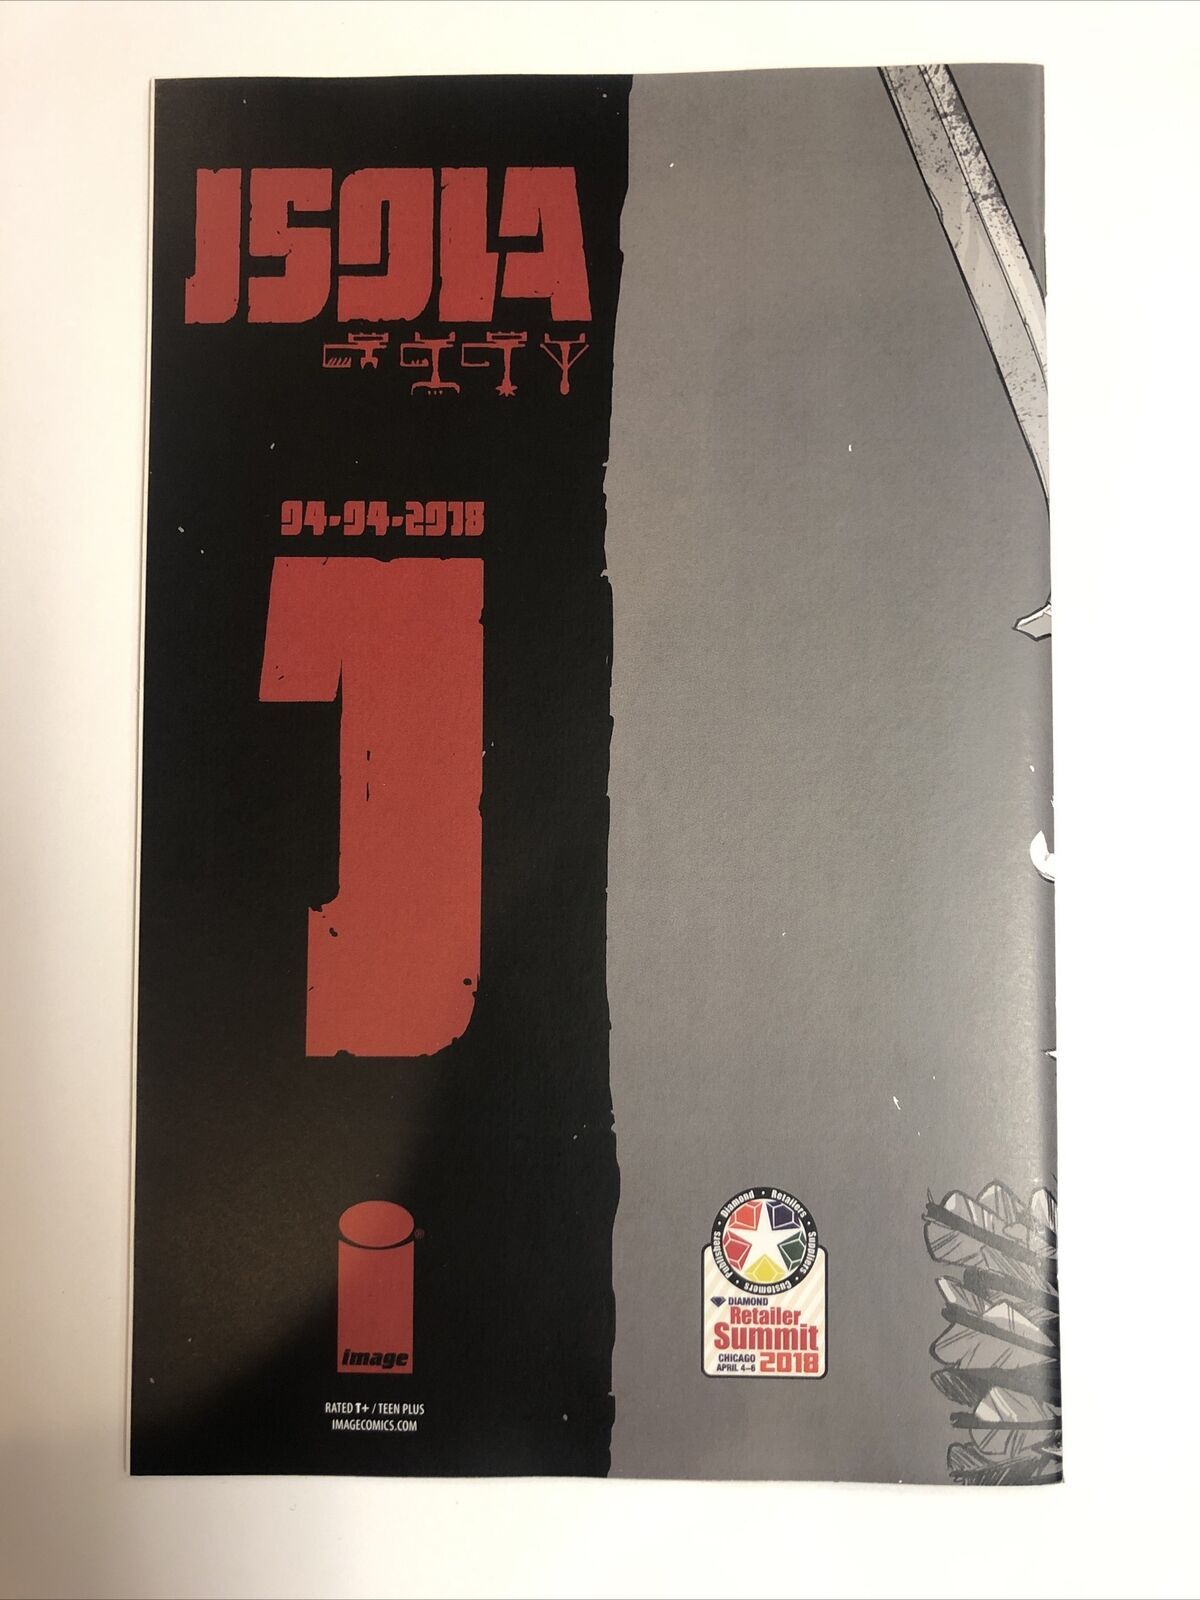 ISOLA
04-04-2018
1
image
®
RATED T+ / TEEN PLUS
IMAGECOMICS.COM
Diamond • Retailers • Suppliers • Customers • Publishers •
DIAMOND
Retailer
Summit
CHICAGO
APRIL 4-6
2018